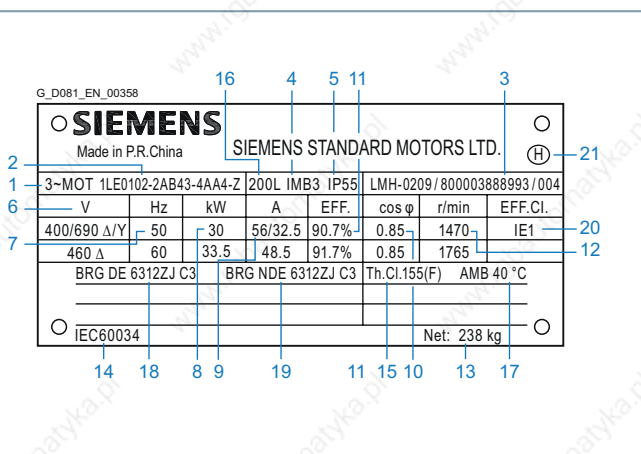 16 4 5 11 3
G_D081_EN_00358
SIEMENS
Made in P.R.China SIEMENS STANDARD MOTORS LTD. H 21
2
1 3~MOT 1LE0102-2AB43-4AA4-Z 200L IMB3 IP55 LMH-0209/800003888993/004
6 V Hz kW A EFF. cos φ r/min EFF.Cl.
7 400/690 Δ/Y 50 30 56/32.5 90.7% 0.85 1470 IE1 20
460 Δ 60 33.5 48.5 91.7% 0.85 1765 12
BRG DE 6312ZJ C3 BRG NDE 6312ZJ C3 Th.Cl.155(F) AMB 40 °C
IEC60034 Net: 238 kg
14 18 8 9 19 11 15 10 13 17